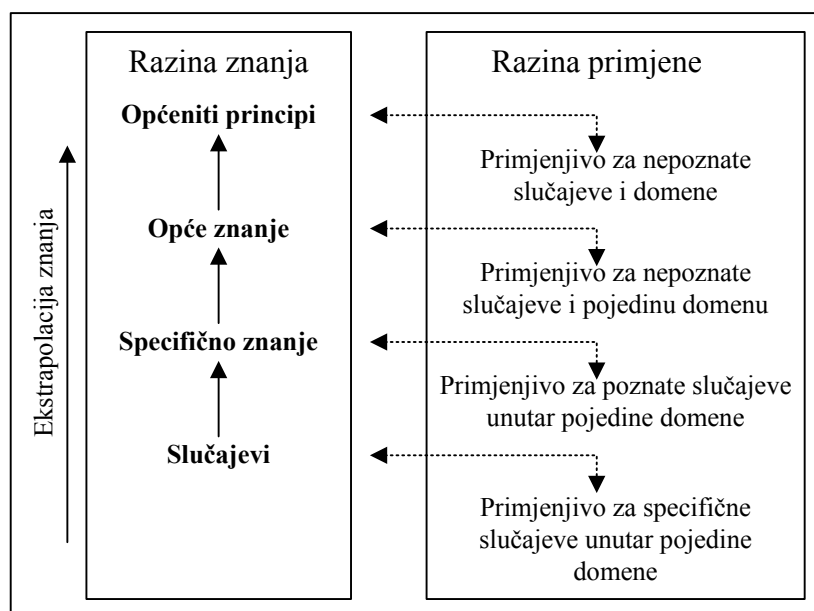 Ekstrapolacija znanja
Razina znanja
Općeniti principi
Opće znanje
Specifično znanje
Slučajevi
Razina primjene
Primjenjivo za nepoznate
slučajeve i domene
Primjenjivo za nepoznate
slučajeve i pojedinu domenu
Primjenjivo za poznate slučajeve
unutar pojedine domene
Primjenjivo za specifične
slučajeve unutar pojedine
domene